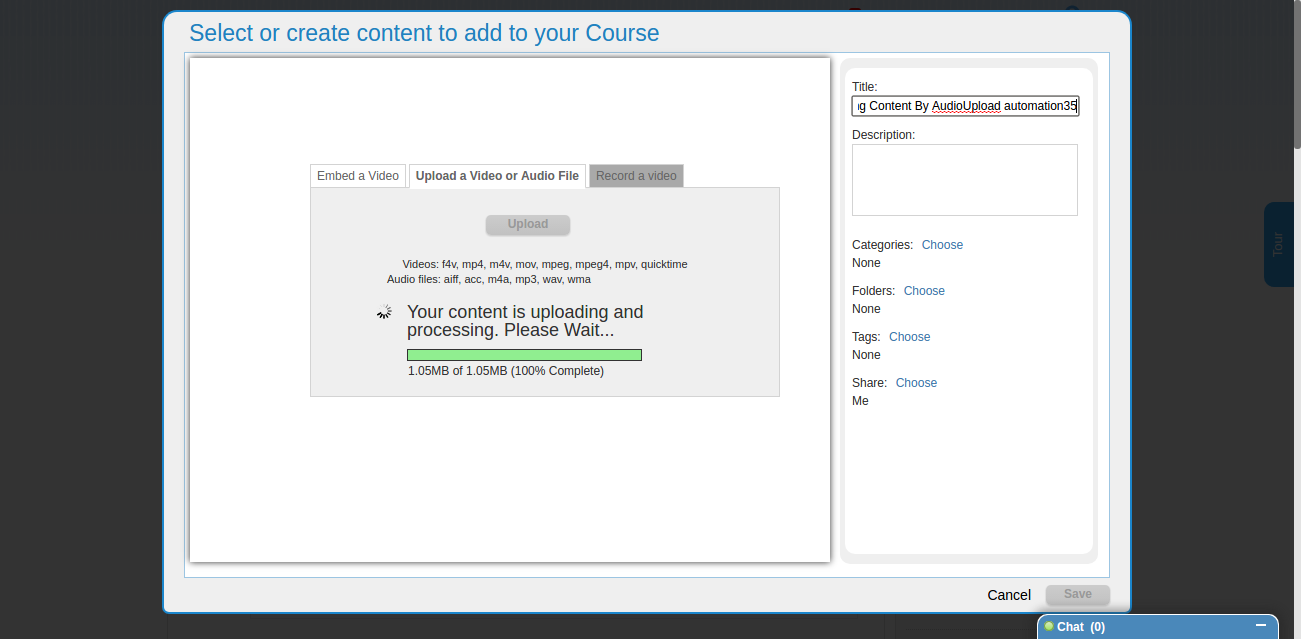 Select or create content to add to your Course
Embed a Video
Upload a Video or Audio File
Record a video
Upload
Videos: f4v, mp4, m4v, mov, mpeg, mpeg4, mpv, quicktime
Audio files: aiff, acc, m4a, mp3, wav, wma
Your content is uploading and
processing. Please Wait...
1.05MB of 1.05MB (100% Complete)
Title:
Content By AudioUpload automation35
Description:
Categories: Choose
None
Folders: Choose
None
Tags: Choose
None
Share: Choose
Me
Tour
Cancel
Save
Chat (0)